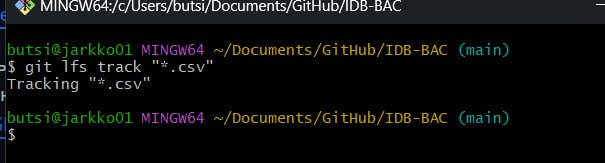 MINGW64:/c/Users/butsi/Documents/GitHub/IDB-BAC
butsi@jarkko01 MINGW64 ~/Documents/GitHub/IDB-BAC (main)
$ git lfs track "*.csv"
Tracking "*.csv"
butsi@jarkko01 MINGW64 ~/Documents/GitHub/IDB-BAC (main)
$